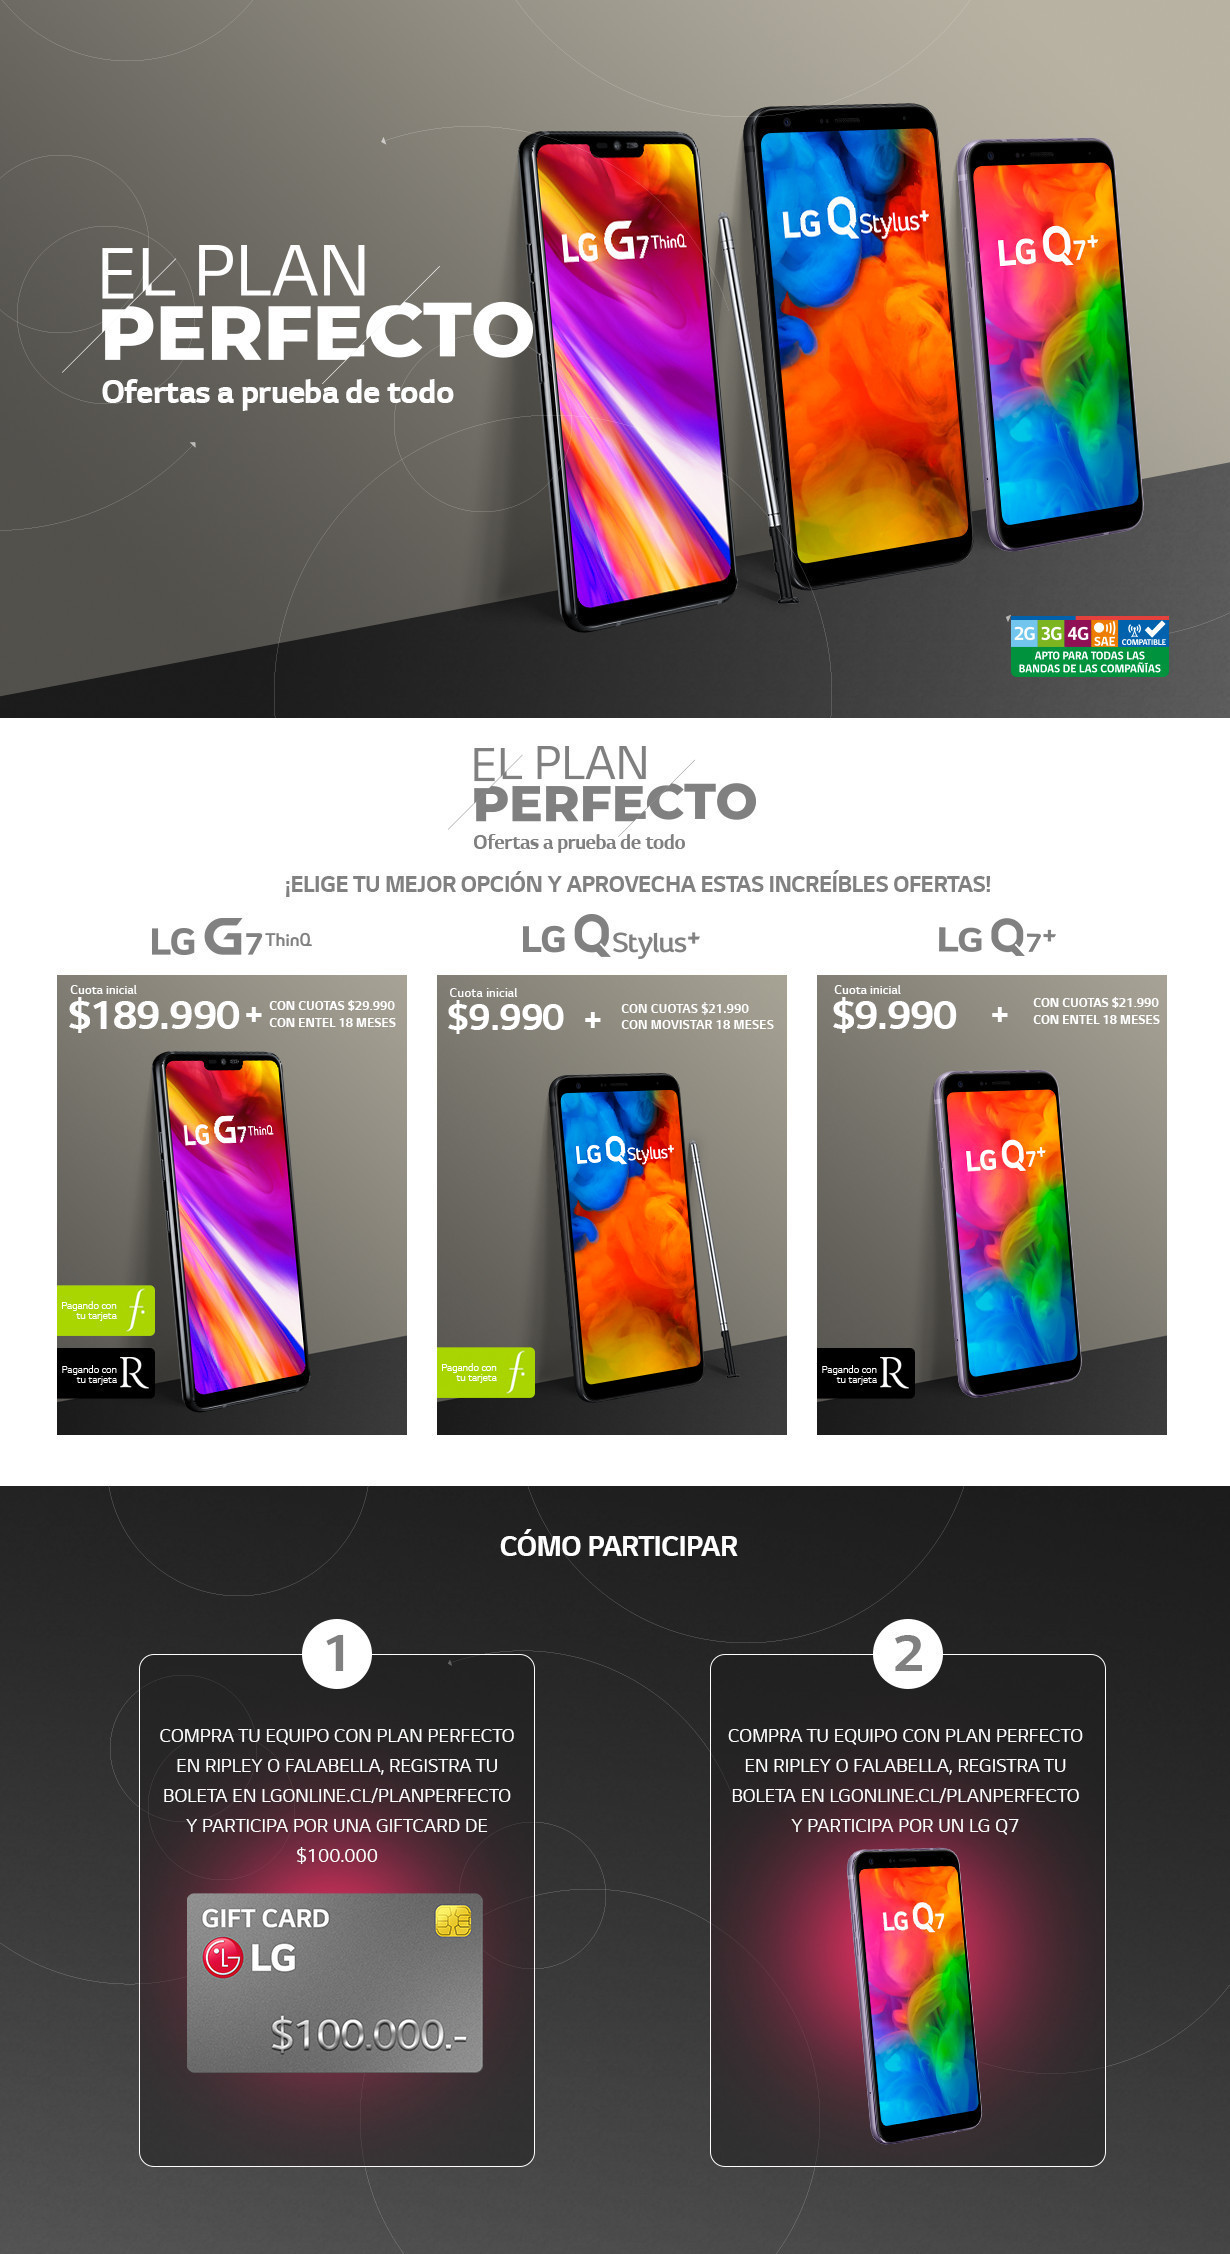 EL PLAN
PERFECTO
Ofertas a prueba de todo
LG G7 ThinQ
LG Q Stylus+
LG Q7+
2G 3G 4G SAE COMPATIBLE
APTO PARA TODAS LAS
BANDAS DE LAS COMPAÑÍAS
EL PLAN
PERFECTO
Ofertas a prueba de todo
¡ELIGE TU MEJOR OPCIÓN Y APROVECHA ESTAS INCREÍBLES OFERTAS!
LG G7 ThinQ
Cuota inicial
$189.990 +
CON CUOTAS $29.990
CON ENTEL 18 MESES
LG G7 ThinQ
Pagando con
tu tarjeta
f.
Pagando con
tu tarjeta
R
LG Q Stylus+
Cuota inicial
$9.990 +
CON CUOTAS $21.990
CON MOVISTAR 18 MESES
LG Q Stylus+
Pagando con
tu tarjeta
f.
LG Q7+
Cuota inicial
$9.990 +
CON CUOTAS $21.990
CON ENTEL 18 MESES
LG Q7+
Pagando con
tu tarjeta
R
CÓMO PARTICIPAR
1
COMPRA TU EQUIPO CON PLAN PERFECTO
EN RIPLEY O FALABELLA, REGISTRA TU
BOLETA EN LGONLINE.CL/PLANPERFECTO
Y PARTICIPA POR UNA GIFTCARD DE
$100.000
GIFT CARD
LG
$100.000.-
2
COMPRA TU EQUIPO CON PLAN PERFECTO
EN RIPLEY O FALABELLA, REGISTRA TU
BOLETA EN LGONLINE.CL/PLANPERFECTO
Y PARTICIPA POR UN LG Q7
LG Q7